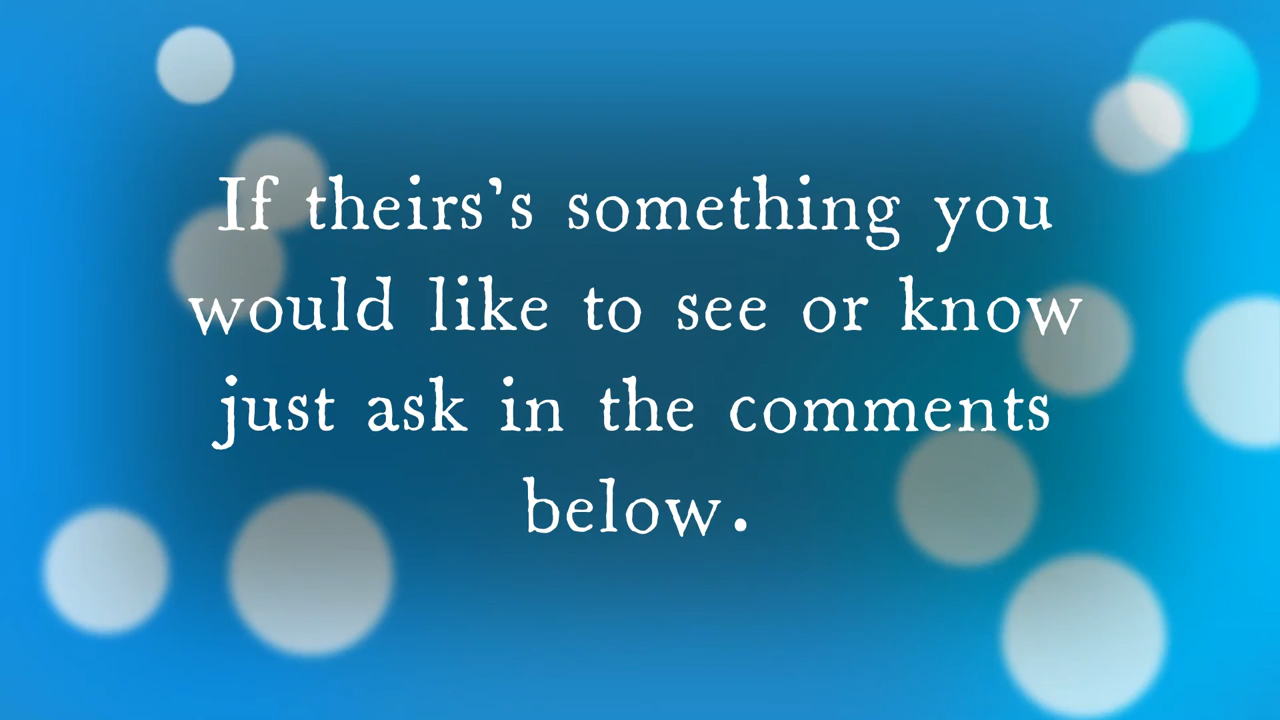 If theirs’s something you
would like to see or know
just ask in the comments
below.